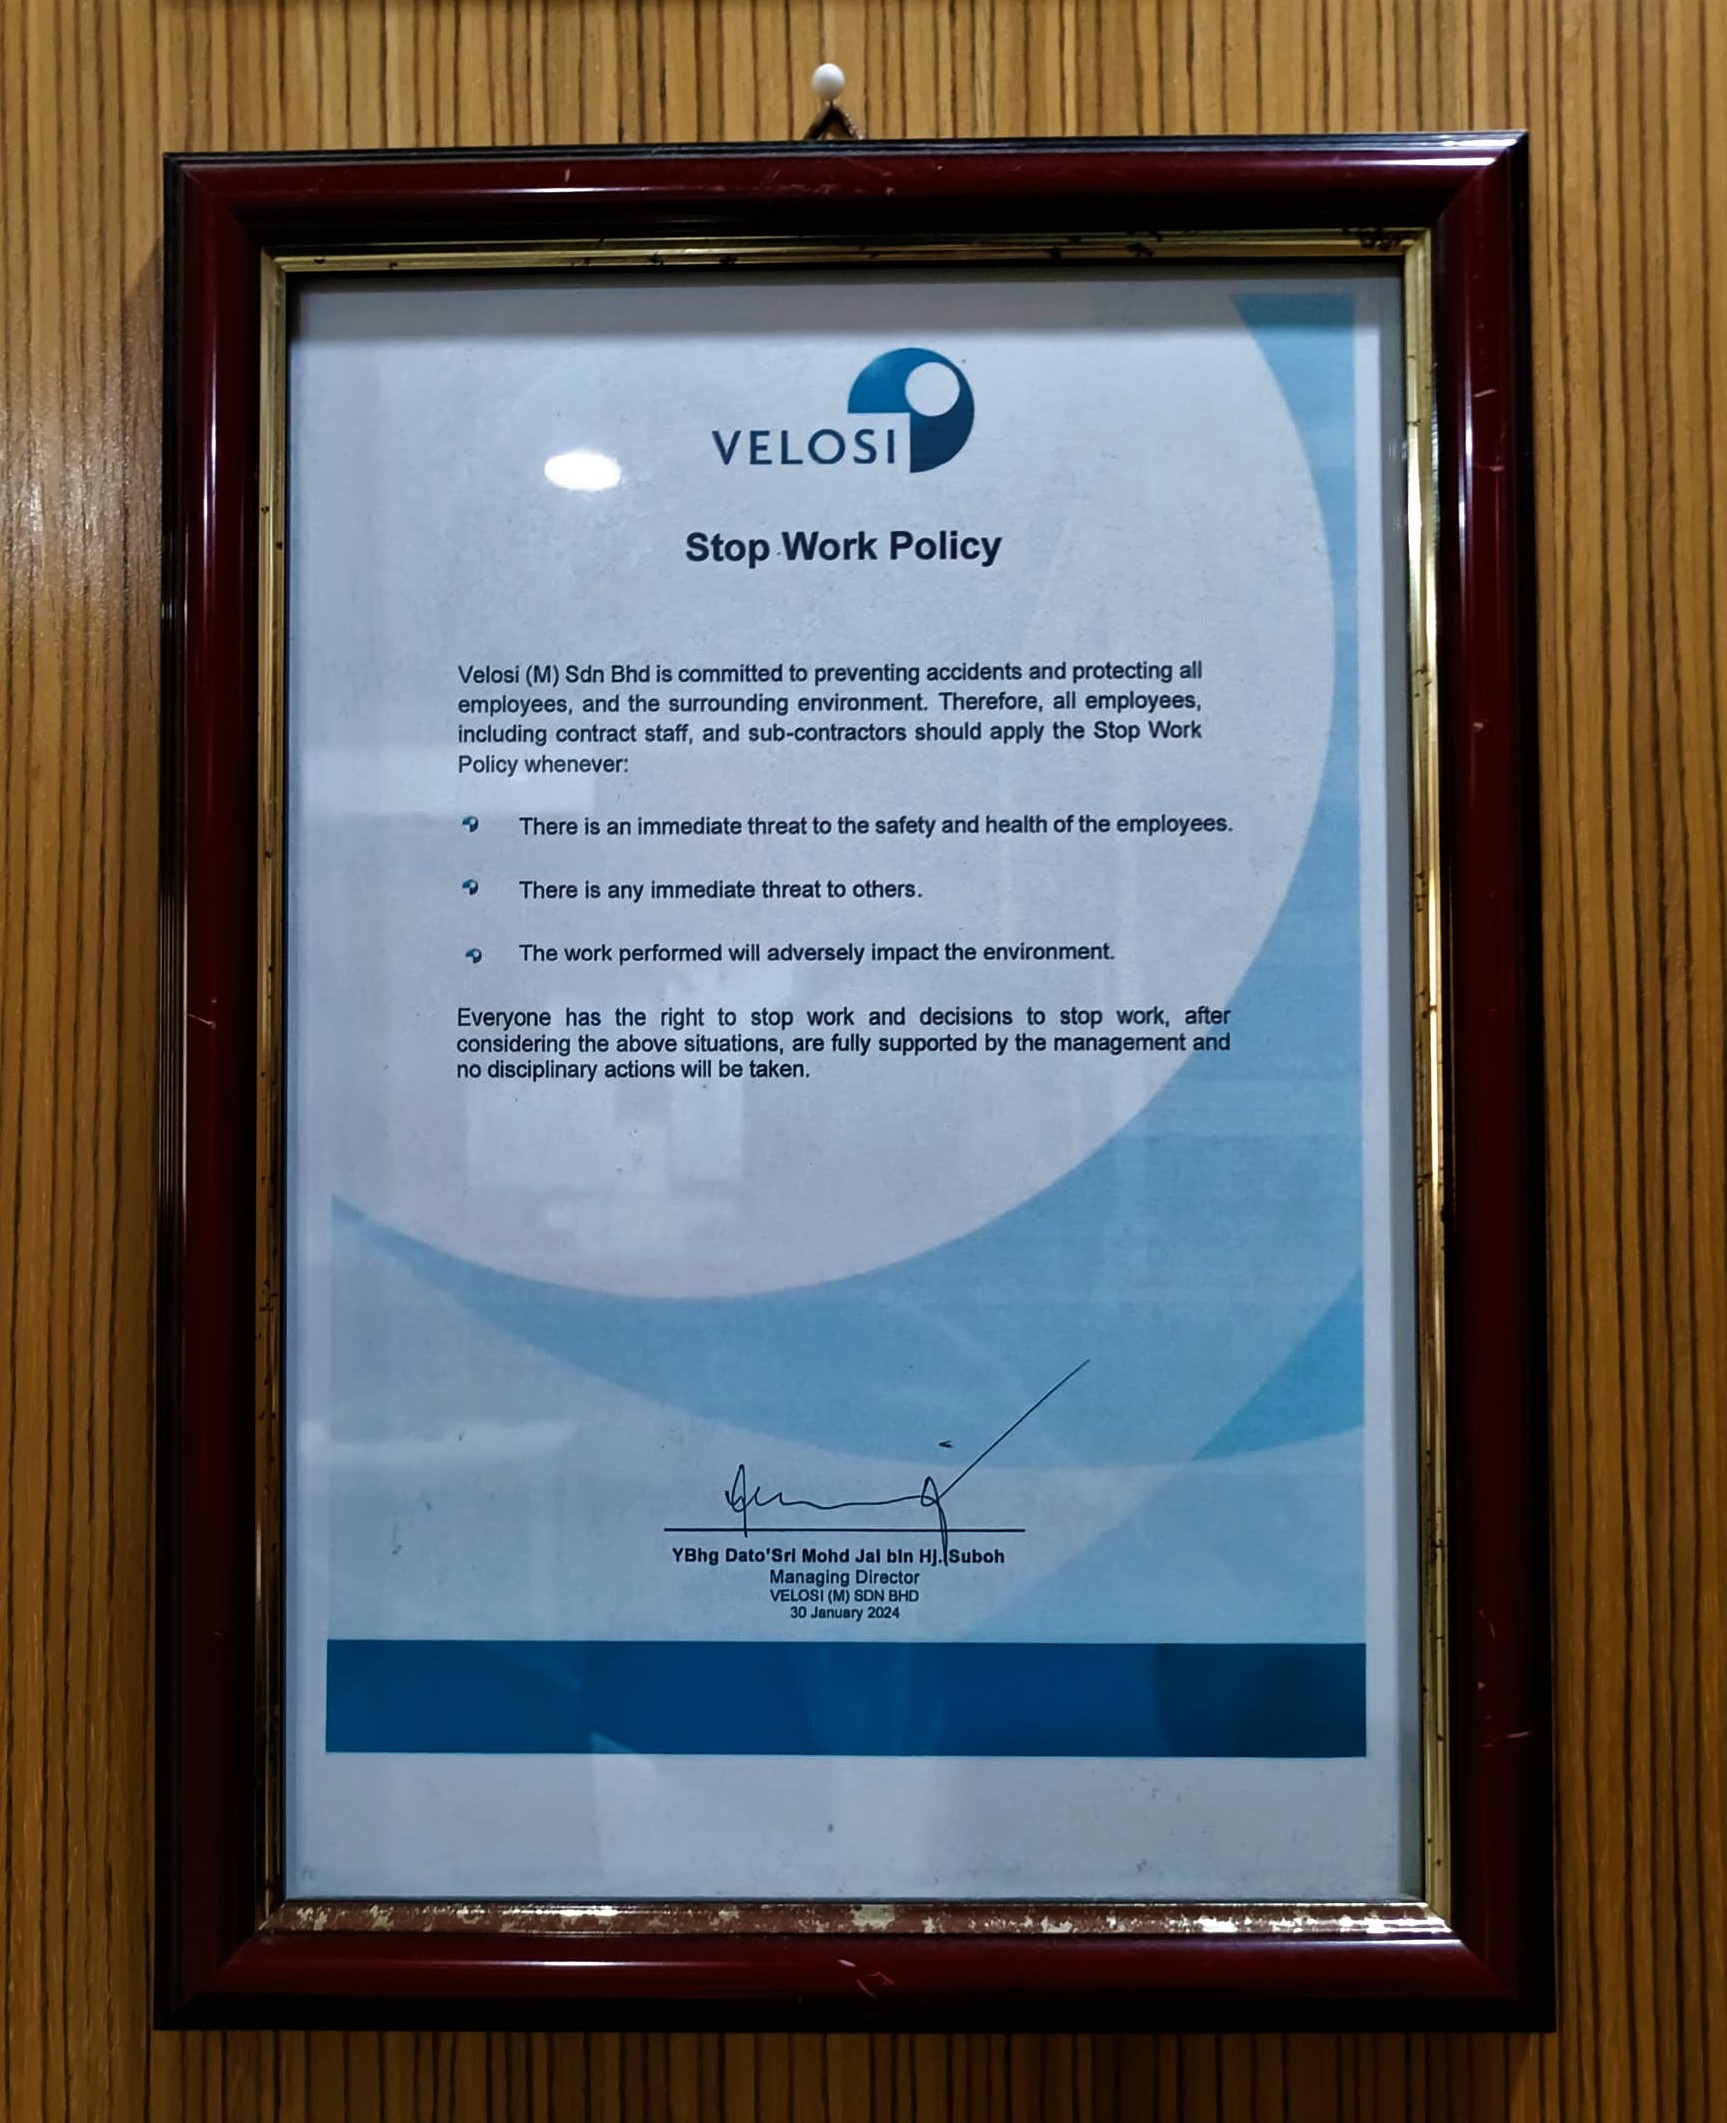 VELOSI
Stop Work Policy
Velosi (M) Sdn Bhd is committed to preventing accidents and protecting all
employees, and the surrounding environment. Therefore, all employees,
including contract staff, and sub-contractors should apply the Stop Work
Policy whenever:
There is an immediate threat to the safety and health of the employees.
There is any immediate threat to others.
The work performed will adversely impact the environment.
Everyone has the right to stop work and decisions to stop work, after
considering the above situations, are fully supported by the management and
no disciplinary actions will be taken.
YBhg Dato'Sri Mohd Jai bin Hj. Suboh
Managing Director
VELOSI (M) SDN BHD
30 January 2024